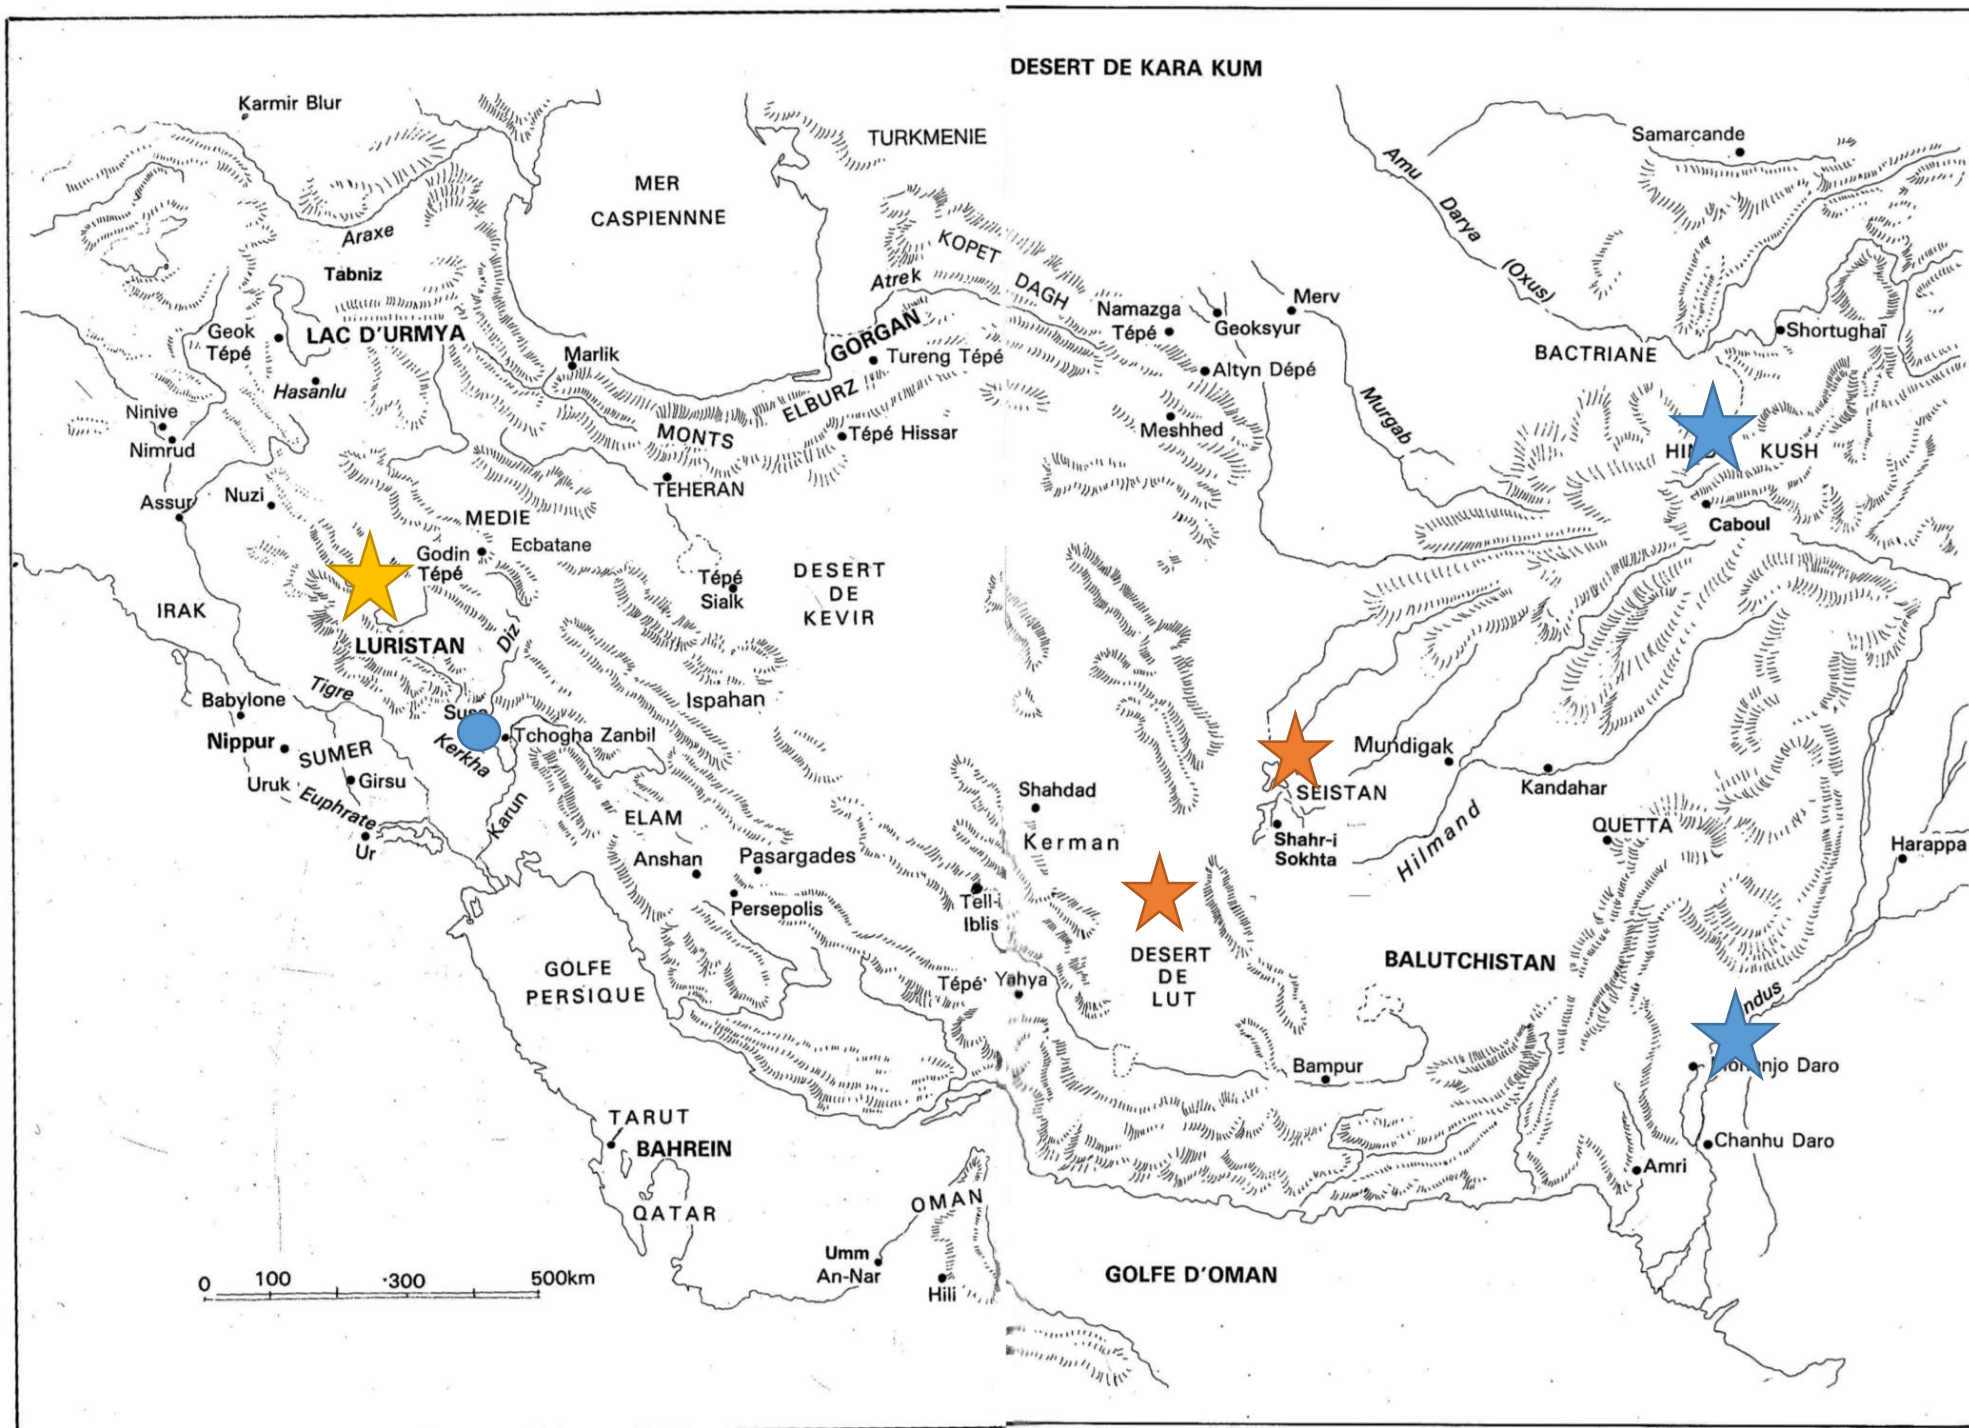 DESERT DE KARA KUM
Karmir Blur
TURKMENIE
Samarcande
MER
CASPIENNNE
Amu
Darya
(Oxus)
Araxe
Tabniz
KOPET
DAGH
Atrek
Namazga
Tépé
Merv
Geoksyur
Geok
Tépé
LAC D'URMYA
GORGAN
Shortughaï
BACTRIANE
Marlik
Tureng Tépé
Altyn Dépé
Hasanlu
ELBURZ
MONTS
Murgab
Ninive
Nimrud
Tépé Hissar
Meshhed
KUSH
TEHERAN
Assur
Nuzi
MEDIE
Caboul
Godin
Tépé
Ecbatane
DESERT
DE
KEVIR
Tépé
Sialk
IRAK
LURISTAN
Diz
Tigre
Ispahan
Babylone
Susa
Nippur
SUMER
Kerkha
Tchogha Zanbil
Mundigak
Uruk
Girsu
Euphrate
Ur
Karun
ELAM
Shahdad
Kerman
SEISTAN
Kandahar
Shahr-i
Sokhta
Hilmand
QUETTA
Harappa
Anshan
Pasargades
Persepolis
Tell-i
Iblis
DESERT
DE
LUT
BALUTCHISTAN
GOLFE
PERSIQUE
Tépé Yahya
Bampur
Daro
TARUT
BAHREIN
Chanhu Daro
Amri
QATAR
OMAN
Umm
An-Nar
Hili
GOLFE D'OMAN
0 100 300 500km